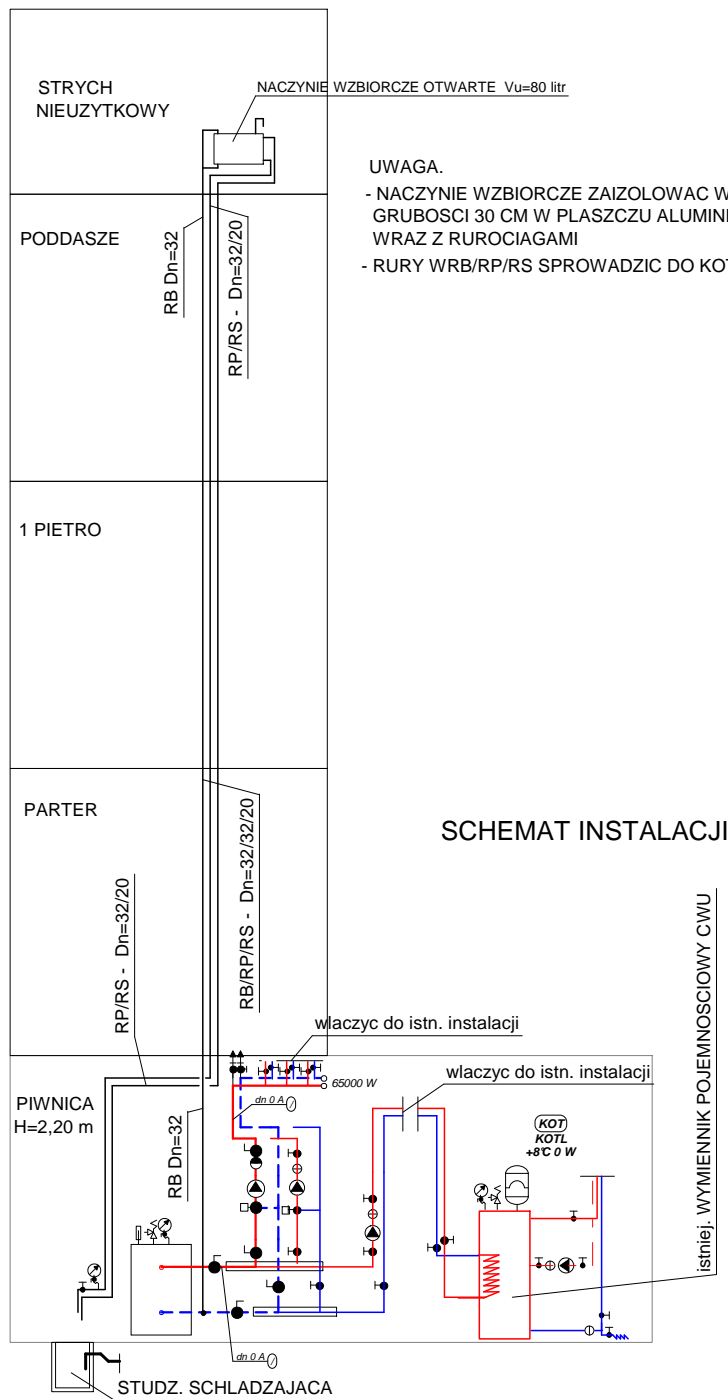 STRYCH
NIEUZYTKOWY
NACZYNIE WZBIORCZE OTWARTE Vu=80 litr
UWAGA.
- NACZYNIE WZBIORCZE ZAIZOLOWAC W
GRUBOSCI 30 CM W PLASZCZU
WRAZ Z RUROCIAGAMI
- RURY WRB/RP/RS SPROWADZIC DO
PODDASZE
RB Dn=32
RP/RS - Dn=32/20
1 PIETRO
PARTER
SCHEMAT INSTALACJI
RP/RS - Dn=32/20
RB/RP/RS - Dn=32/32/20
istniej. WYMIENNIK POJEMNOSCIOWY CWU
wlaczyc do istn. instalacji
wlaczyc do istn. instalacji
65000 W
dn 0 A
PIWNICA
H=2,20 m
RB Dn=32
KOT
KOTL
+8°C 0 W
dn 0 A
STUDZ. SCHLADZAJACA